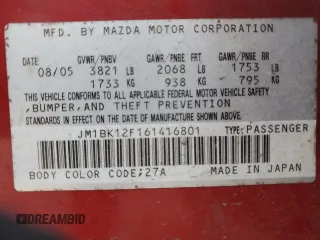 MFD. BY MAZDA MOTOR CORPORATION
GVWR/PNBV GAWR/PNBE FRT GAWR/PNBE RR
08/05 3821 LB 2068 LB 1753 LB
1733 KG 938 KG 795 KG
THIS VEHICLE CONFORMS TO ALL APPLICABLE FEDERAL MOTOR VEHICLE SAFETY
,BUMPER,AND THEFT PREVENTION
STANDARDS IN EFFECT ON THE DATE OF MANUFACTURE SHOWN ABOVE.
JM1BK12F161416801 TYPE:PASSENGER
BODY COLOR CODE;27A MADE IN JAPAN
DREAMBID